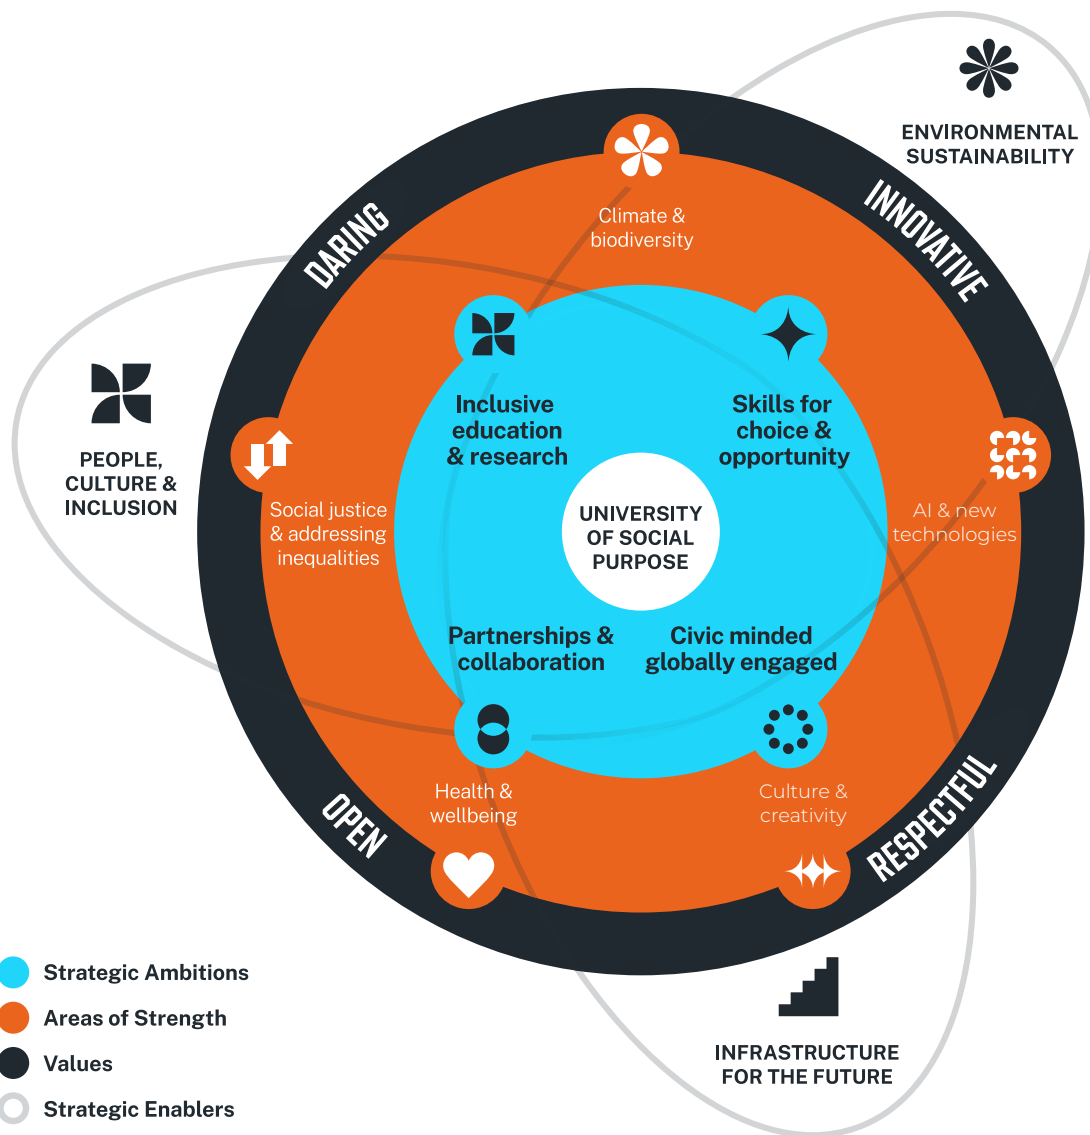 ENVIRONMENTAL
SUSTAINABILITY
DARING
INNOVATIVE
Climate &
biodiversity
PEOPLE,
CULTURE &
INCLUSION
Inclusive
education
& research
Skills for
choice &
opportunity
Social justice
& addressing
inequalities
UNIVERSITY
OF SOCIAL
PURPOSE
AI & new
technologies
Partnerships &
collaboration
Civic minded
globally engaged
Health &
wellbeing
Culture &
creativity
OPEN
RESPECTFUL
Strategic Ambitions
Areas of Strength
Values
Strategic Enablers
INFRASTRUCTURE
FOR THE FUTURE